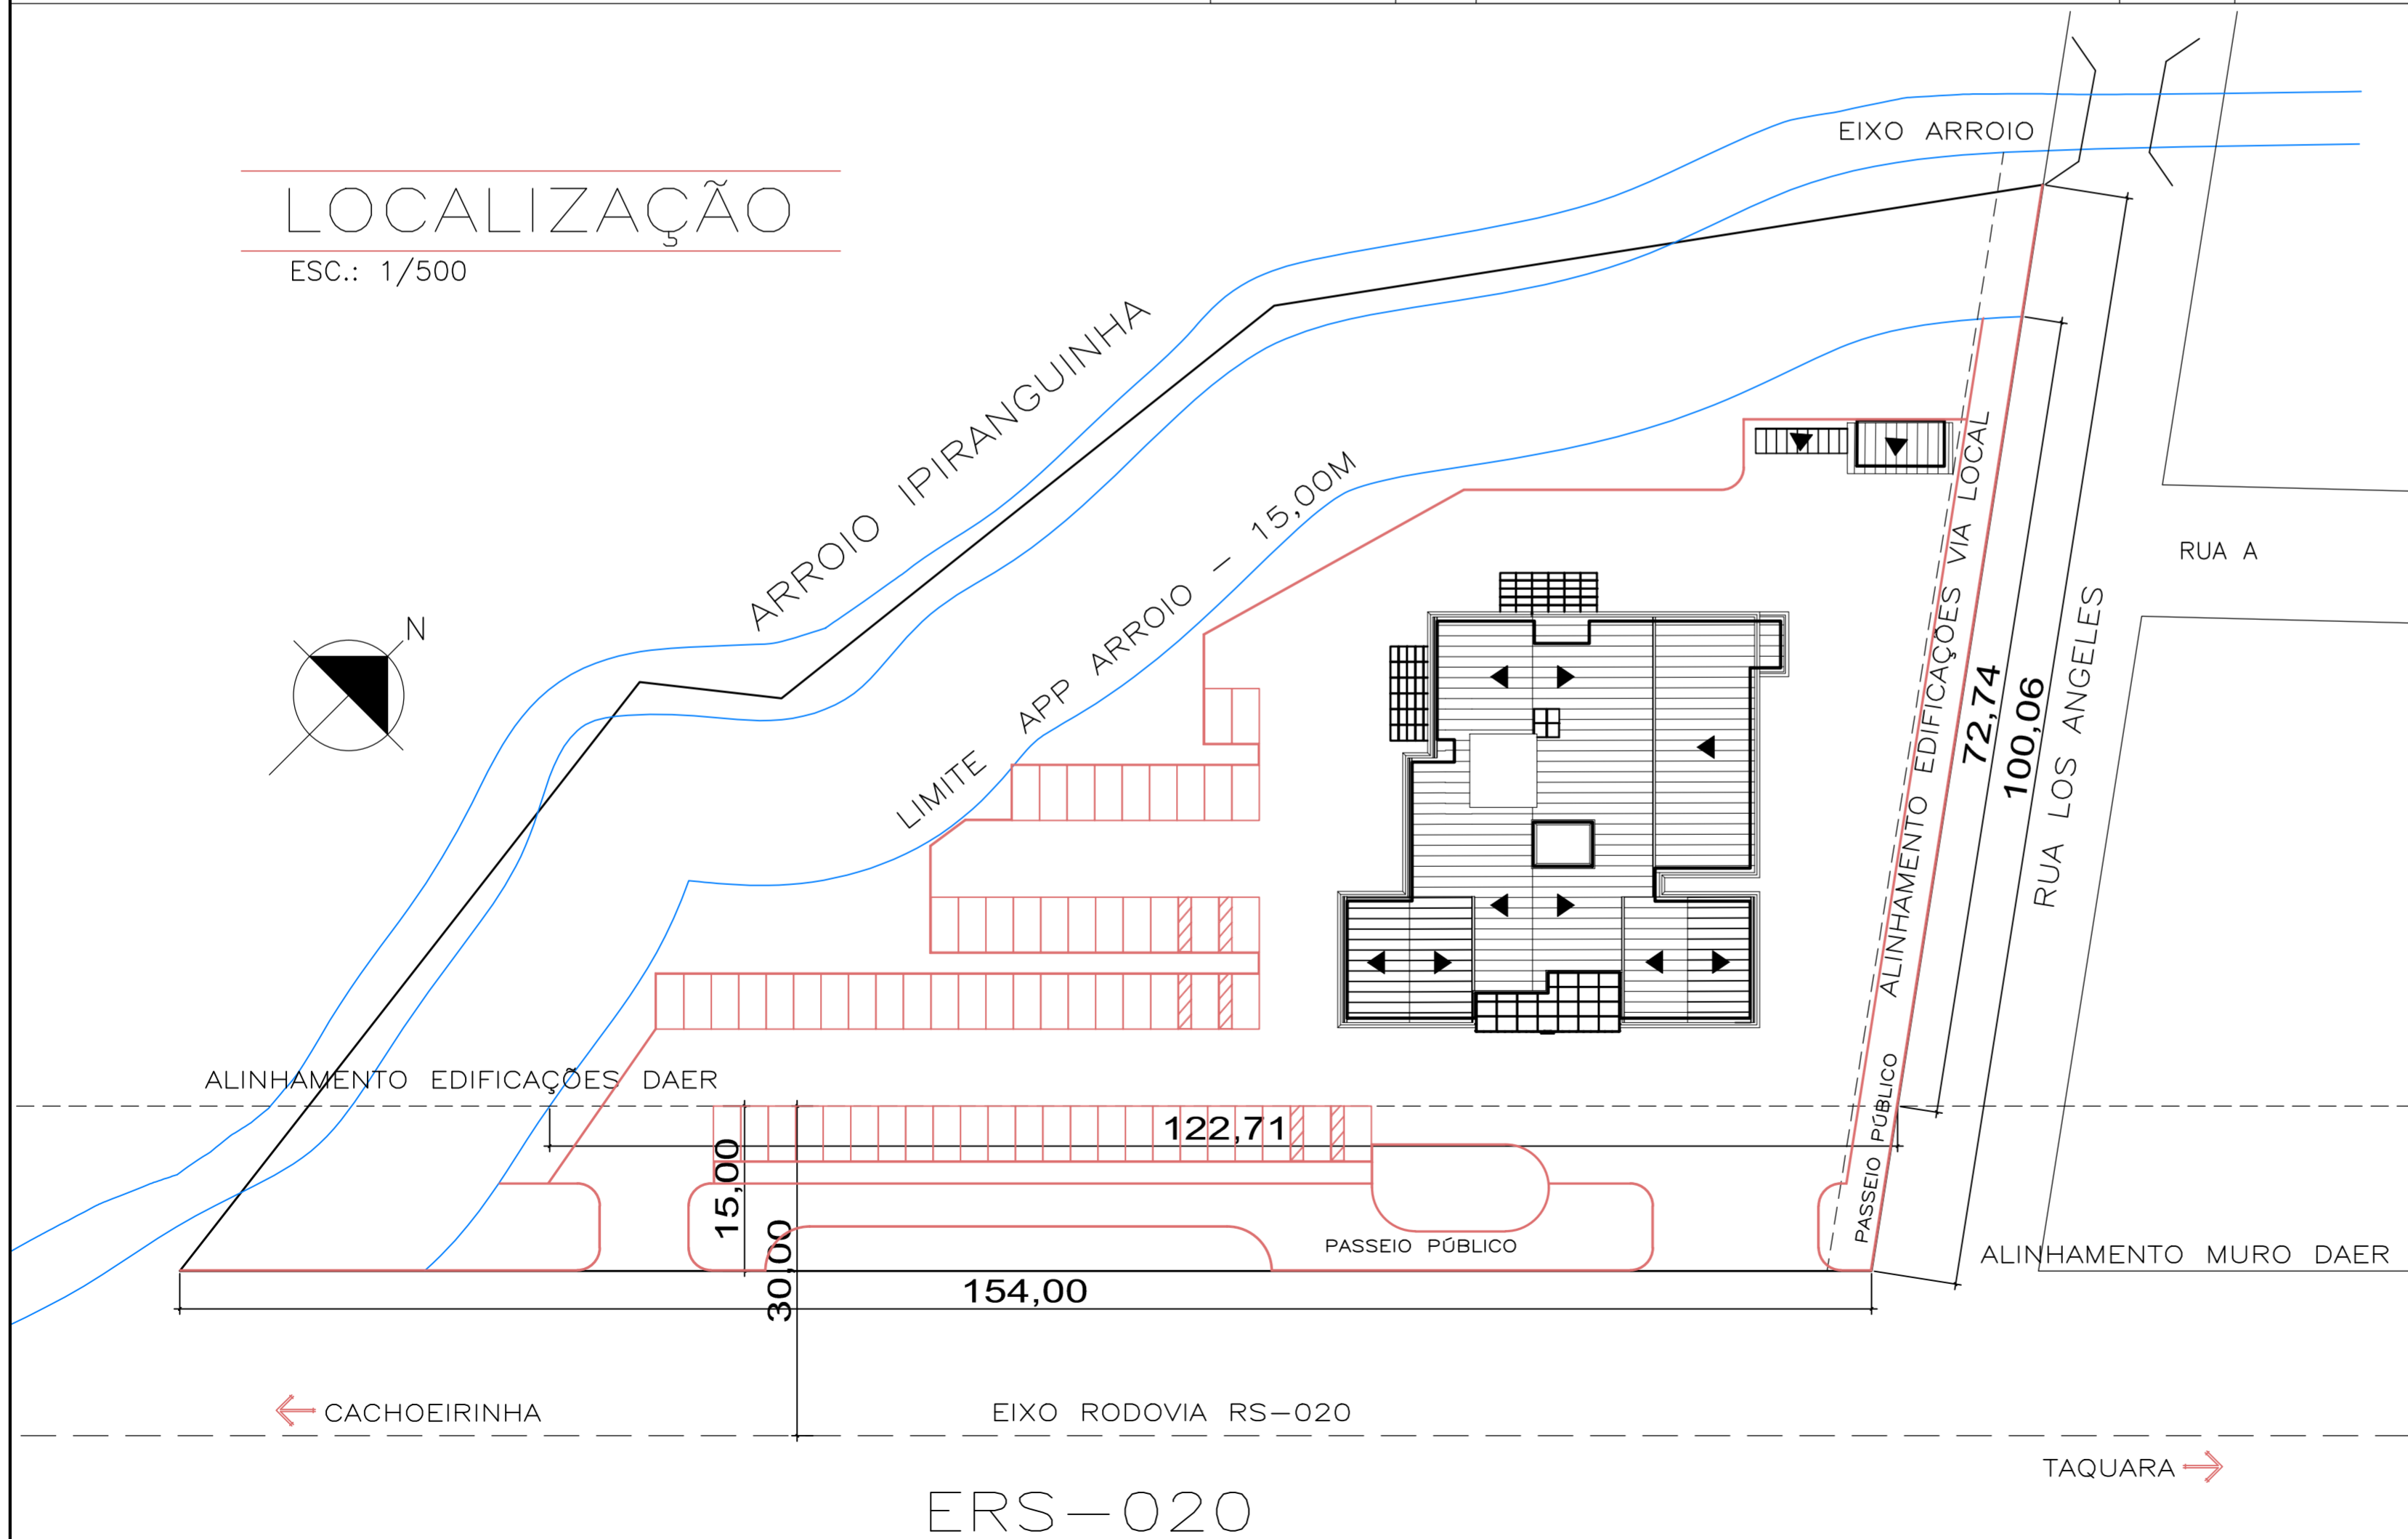 EIXO ARROIO
LOCALIZAÇÃO
ESC.: 1/500
ARROIO IPIRANGUINHA
LIMITE APP ARROIO - 15,00M
N
RUA A
ALINHAMENTO EDIFICAÇÕES VIA LOCAL
72,74
100,06
RUA LOS ANGELES
PASSEIO PÚBLICO
PASSEIO PÚBLICO
ALINHAMENTO EDIFICAÇÕES DAER
122,71
15,00
30,00
PASSEIO PÚBLICO
ALINHAMENTO MURO DAER
154,00
CACHOEIRINHA
EIXO RODOVIA RS-020
TAQUARA
ERS-020